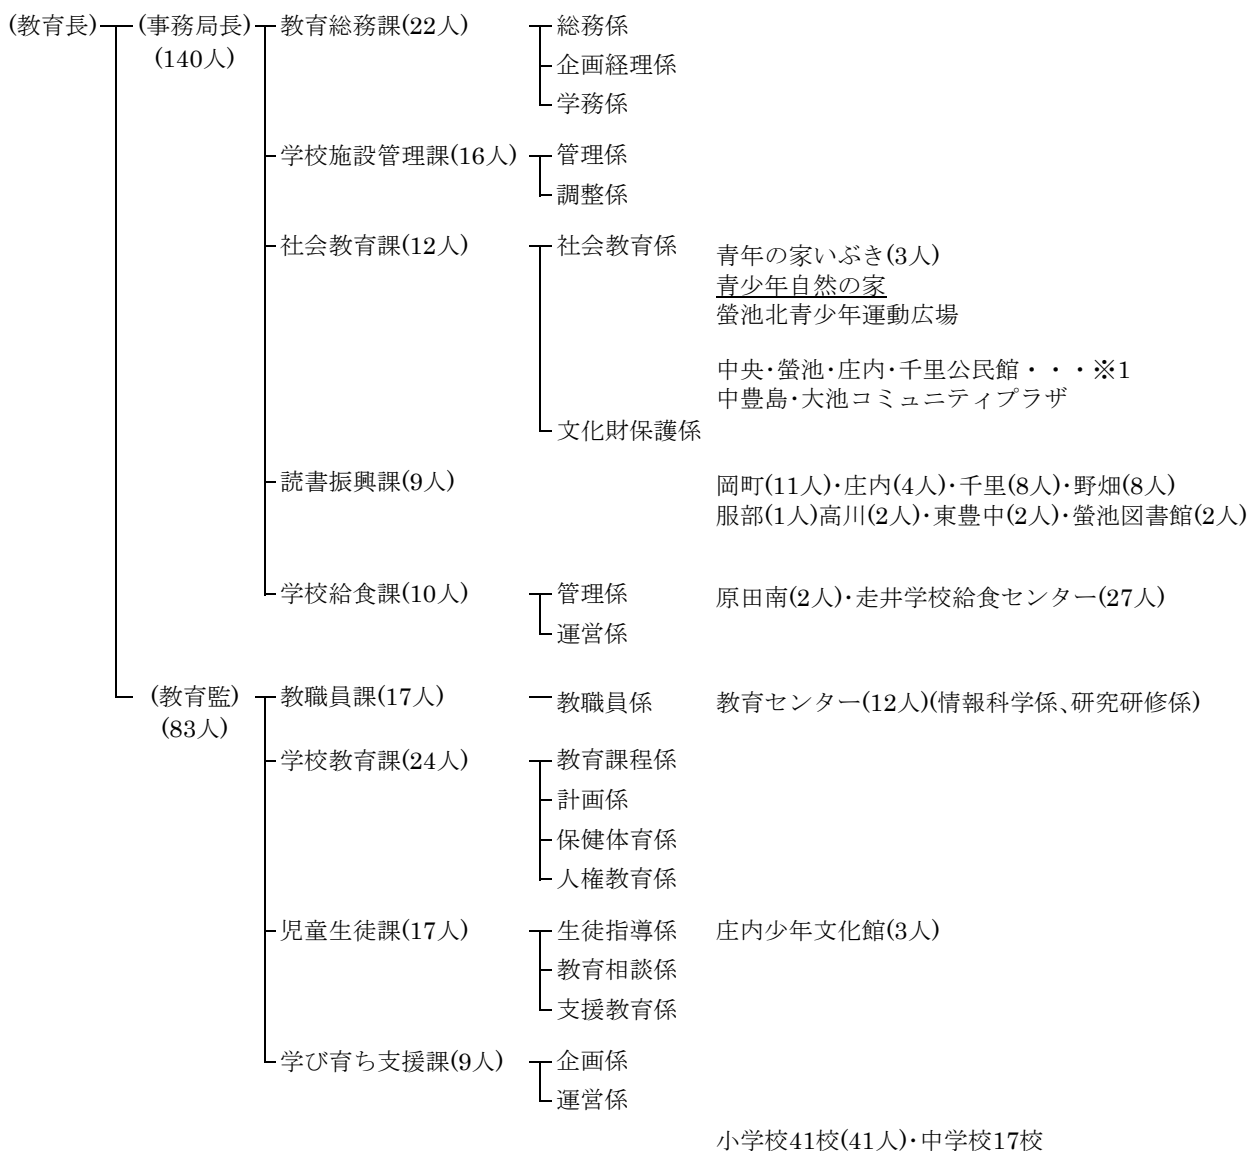 (教育長) (事務局長) 教育総務課(22人) 総務係
(140人) 企画経理係
学務係
学校施設管理課(16人) 管理係
調整係
社会教育課(12人) 社会教育係 青年の家いぶき(3人)
青少年自然の家
螢池北青少年運動広場
中央･螢池･庄内･千里公民館・・・※1
中豊島･大池コミュニティプラザ
文化財保護係
読書振興課(9人) 岡町(11人)･庄内(4人)･千里(8人)･野畑(8人)
服部(1人)高川(2人)･東豊中(2人)･螢池図書館(2人)
学校給食課(10人) 管理係 原田南(2人)･走井学校給食センター(27人)
運営係
(教育監) 教職員課(17人) 教職員係 教育センター(12人)(情報科学係､研究研修係)
(83人)
学校教育課(24人) 教育課程係
計画係
保健体育係
人権教育係
児童生徒課(17人) 生徒指導係 庄内少年文化館(3人)
教育相談係
支援教育係
学び育ち支援課(9人) 企画係
運営係
小学校41校(41人)･中学校17校